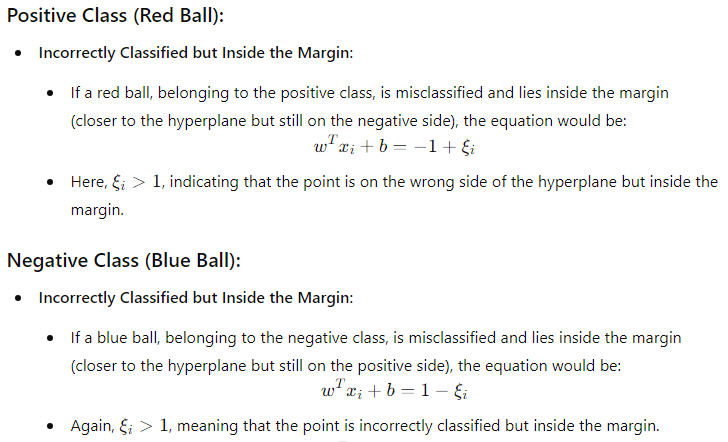 Positive Class (Red Ball):
• Incorrectly Classified but Inside the Margin:
• If a red ball, belonging to the positive class, is misclassified and lies inside the margin
(closer to the hyperplane but still on the negative side), the equation would be:
$w^T x_i + b = -1 + \xi_i$
• Here, $\xi_i > 1$, indicating that the point is on the wrong side of the hyperplane but inside the
margin.
Negative Class (Blue Ball):
• Incorrectly Classified but Inside the Margin:
• If a blue ball, belonging to the negative class, is misclassified and lies inside the margin
(closer to the hyperplane but still on the positive side), the equation would be:
$w^T x_i + b = 1 - \xi_i$
• Again, $\xi_i > 1$, meaning that the point is incorrectly classified but inside the margin.